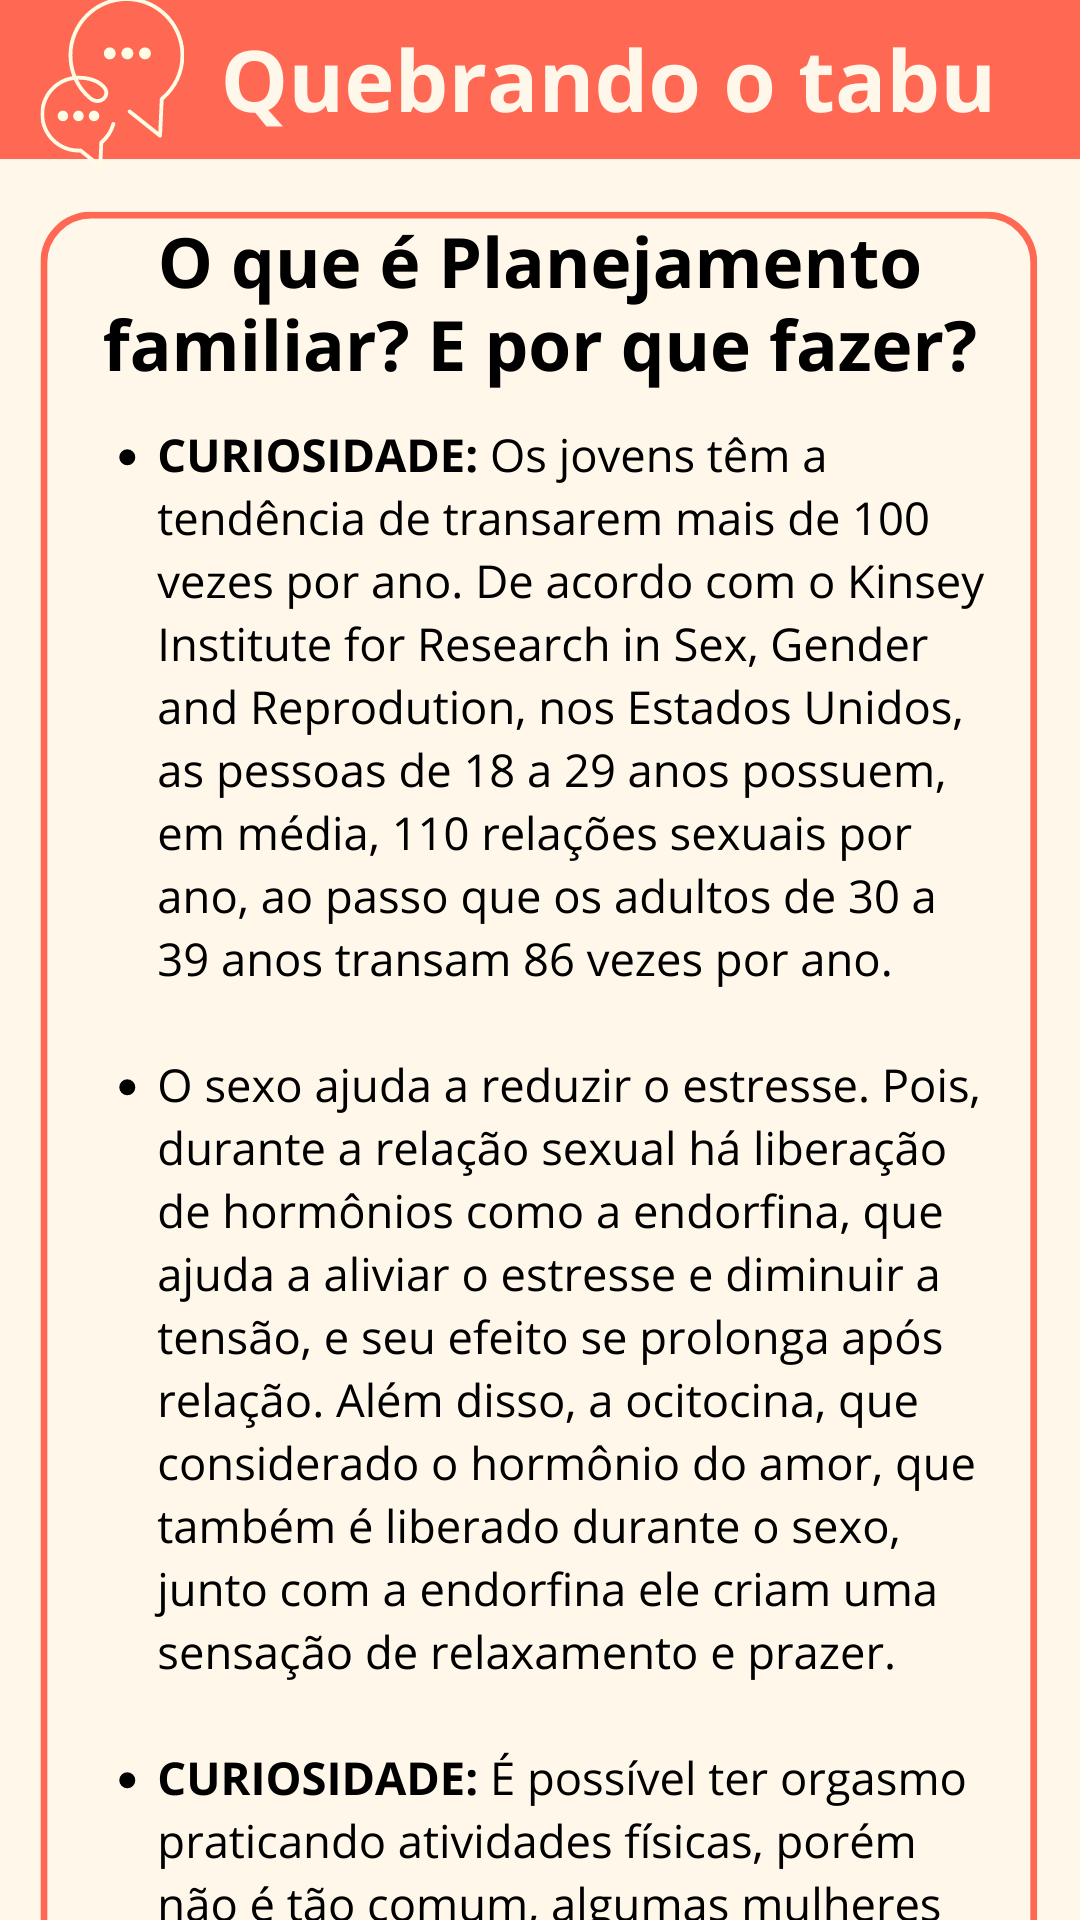 Quebrando o tabu
O que é Planejamento
familiar? E por que fazer?
• CURIOSIDADE: Os jovens têm a
tendência de transarem mais de 100
vezes por ano. De acordo com o Kinsey
Institute for Research in Sex, Gender
and Reprodution, nos Estados Unidos,
as pessoas de 18 a 29 anos possuem,
em média, 110 relações sexuais por
ano, ao passo que os adultos de 30 a
39 anos transam 86 vezes por ano.
• O sexo ajuda a reduzir o estresse. Pois,
durante a relação sexual há liberação
de hormônios como a endorfina, que
ajuda a aliviar o estresse e diminuir a
tensão, e seu efeito se prolonga após
relação. Além disso, a ocitocina, que
considerado o hormônio do amor, que
também é liberado durante o sexo,
junto com a endorfina ele criam uma
sensação de relaxamento e prazer.
• CURIOSIDADE: É possível ter orgasmo
praticando atividades físicas, porém
não é tão comum, algumas mulheres